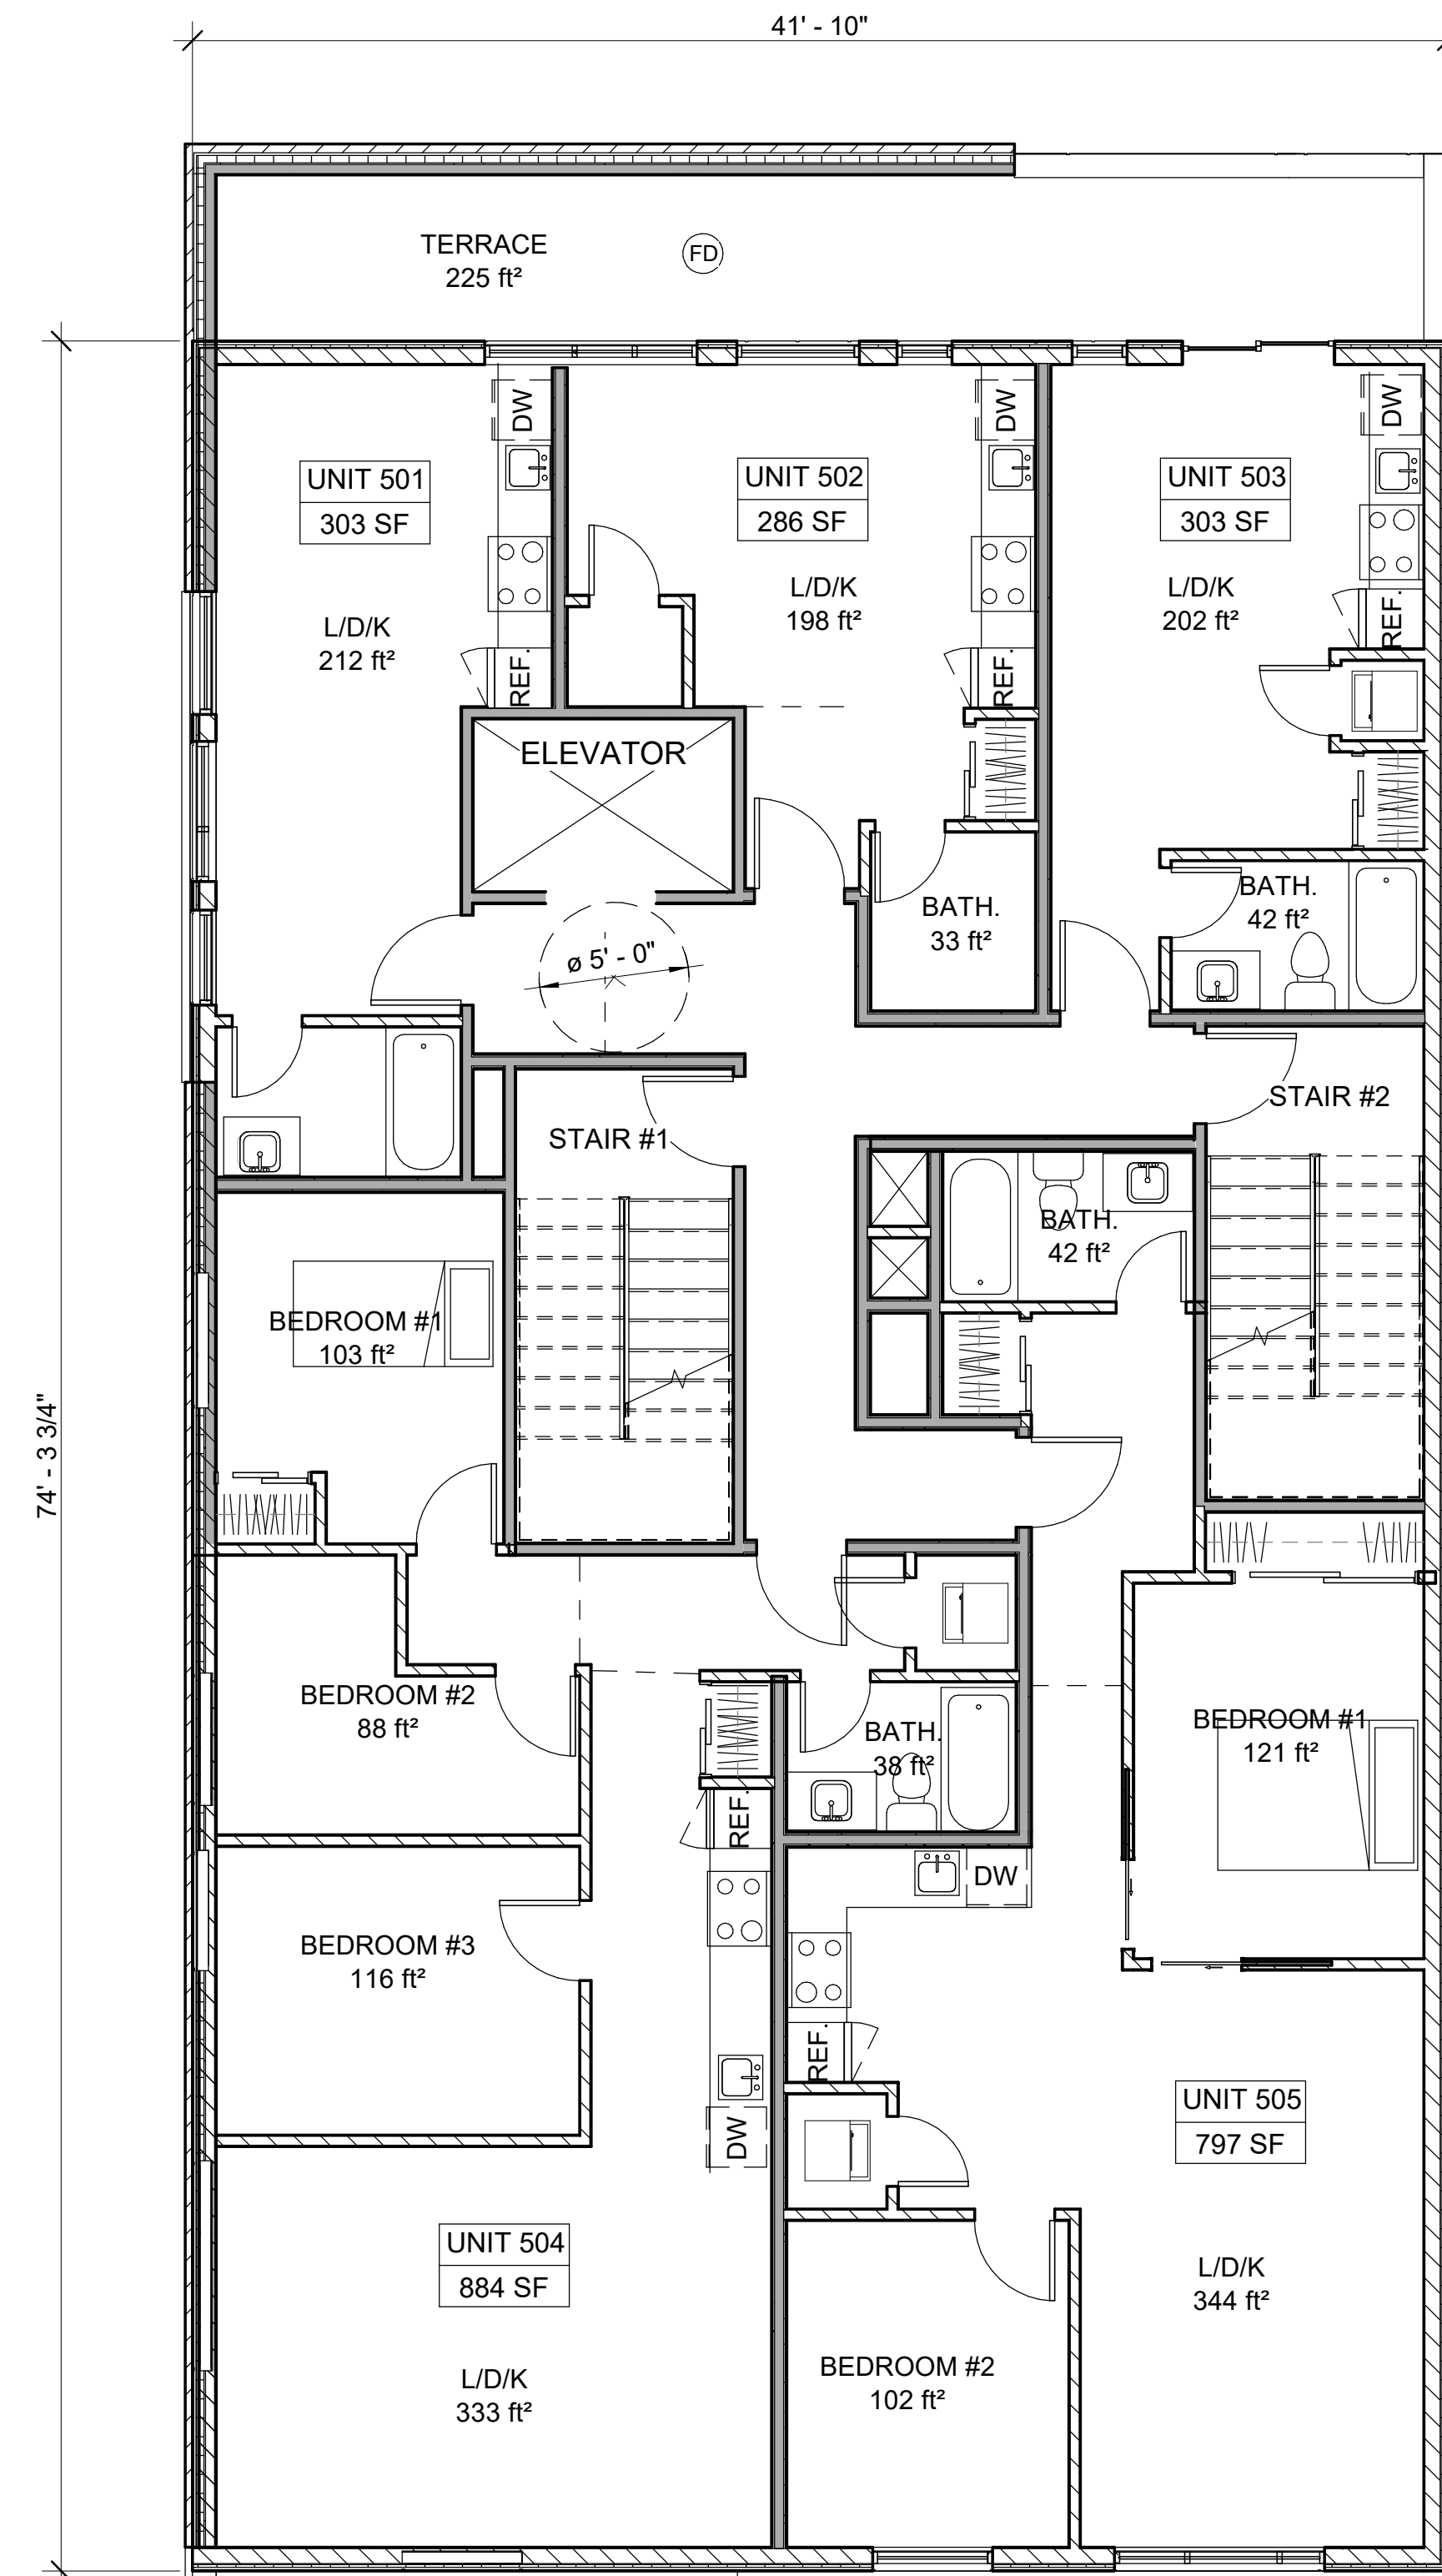 41' - 10"
TERRACE
225 ft²
FD
DW
DW
DW
UNIT 501
303 SF
UNIT 502
286 SF
UNIT 503
303 SF
L/D/K
212 ft²
L/D/K
198 ft²
L/D/K
202 ft²
REF.
REF.
REF.
ELEVATOR
BATH.
33 ft²
BATH.
42 ft²
ø 5' - 0"
STAIR #1
STAIR #2
BATH.
42 ft²
BEDROOM #1
103 ft²
74' - 3 3/4"
BEDROOM #2
88 ft²
BATH.
38 ft²
BEDROOM #1
121 ft²
REF.
DW
BEDROOM #3
116 ft²
REF.
DW
UNIT 505
797 SF
UNIT 504
884 SF
L/D/K
344 ft²
L/D/K
333 ft²
BEDROOM #2
102 ft²